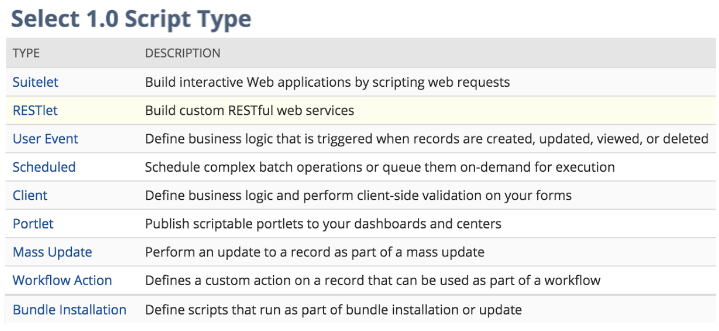 Select 1.0 Script Type
TYPE DESCRIPTION
Suitelet Build interactive Web applications by scripting web requests
RESTlet Build custom RESTful web services
User Event Define business logic that is triggered when records are created, updated, viewed, or deleted
Scheduled Schedule complex batch operations or queue them on-demand for execution
Client Define business logic and perform client-side validation on your forms
Portlet Publish scriptable portlets to your dashboards and centers
Mass Update Perform an update to a record as part of a mass update
Workflow Action Defines a custom action on a record that can be used as part of a workflow
Bundle Installation Define scripts that run as part of bundle installation or update